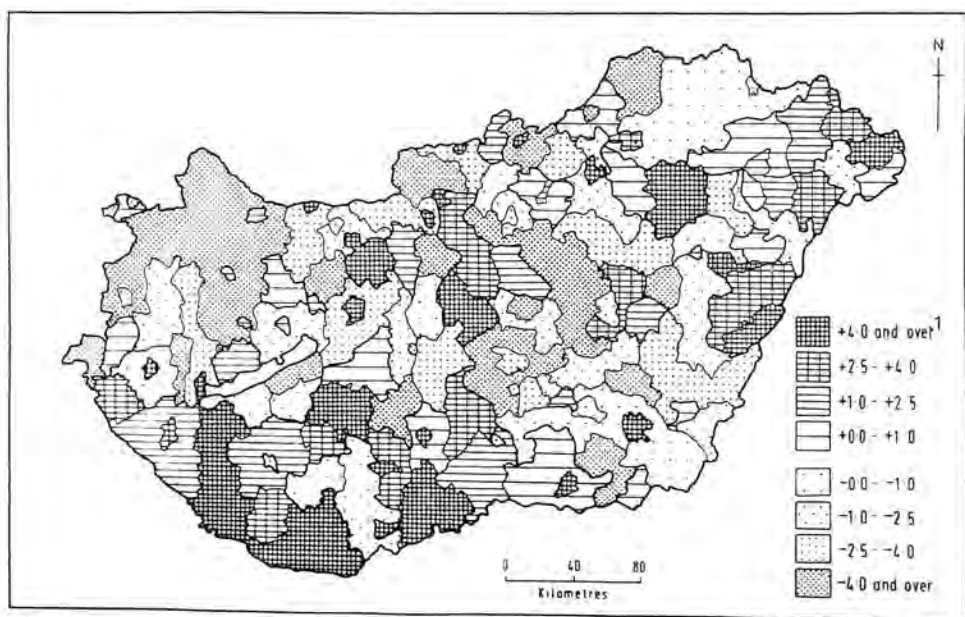 N
+4·0 and over¹
+2·5 - +4·0
+1·0 - +2·5
+0·0 - +1·0
-0·0 - -1·0
-1·0 - -2·5
-2·5 - -4·0
-4·0 and over
0 40 80
Kilometres